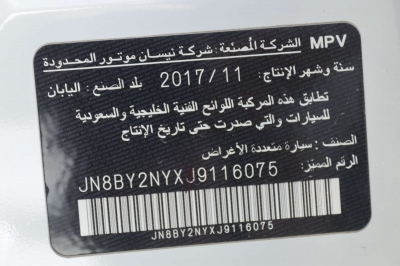 MPV الشركة المصنعة: شركة نيسان موتور المحدودة
سنة وشهر الإنتاج: 2017/11 بلد الصنع: اليابان
تطابق هذه المركبة اللوائح الفنية الخليجية والسعودية
للسيارات والتي صدرت حتى تاريخ الإنتاج
الصنف: سيارة متعددة الأغراض
الرقم المميز: JN8BY2NYXJ9116075
JN8BY2NYXJ9116075